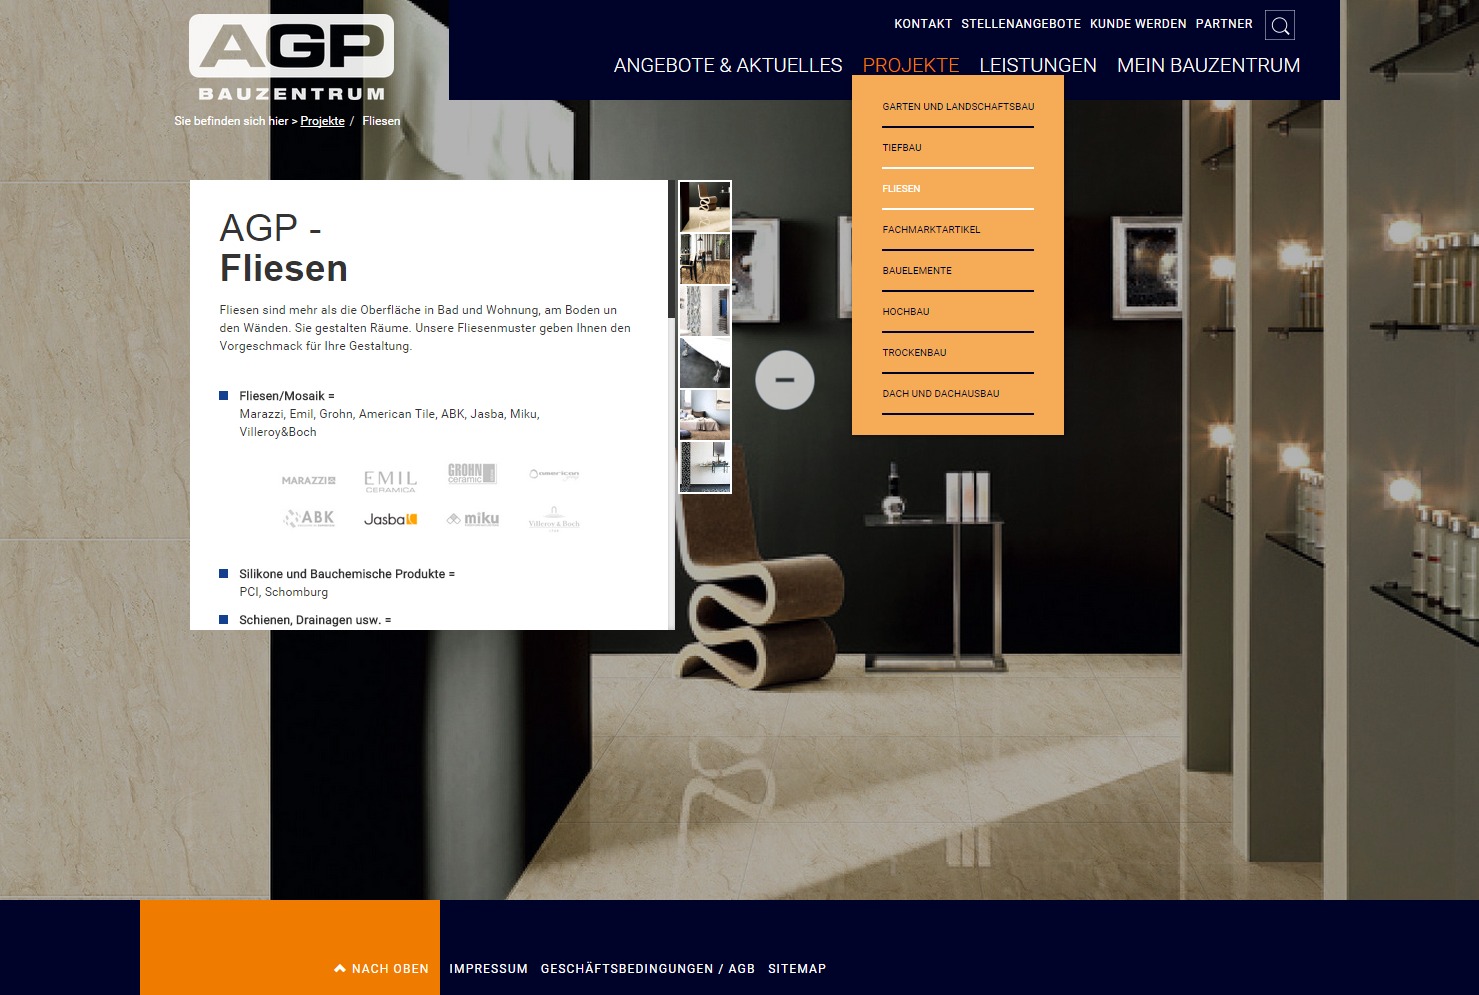 AGP
BAUZENTRUM
KONTAKT STELLENANGEBOTE KUNDE WERDEN PARTNER
ANGEBOTE & AKTUELLES PROJEKTE LEISTUNGEN MEIN BAUZENTRUM
Sie befinden sich hier > Projekte / Fliesen
GARTEN UND LANDSCHAFTSBAU
TIEFBAU
FLIESEN
FACHMARKTARTIKEL
BAUELEMENTE
HOCHBAU
TROCKENBAU
DACH UND DACHAUSBAU
AGP -
Fliesen
Fliesen sind mehr als die Oberfläche in Bad und Wohnung, am Boden un
den Wänden. Sie gestalten Räume. Unsere Fliesenmuster geben Ihnen den
Vorgeschmack für Ihre Gestaltung.
Fliesen/Mosaik =
Marazzi, Emil, Grohn, American Tile, ABK, Jasba, Miku,
Villeroy&Boch
MARAZZI EMIL CERAMICA GROHN ceramic american
ABK Jasba miku Villeroy & Boch
Silikone und Bauchemische Produkte =
PCI, Schomburg
Schienen, Drainagen usw. =
NACH OBEN IMPRESSUM GESCHÄFTSBEDINGUNGEN / AGB SITEMAP